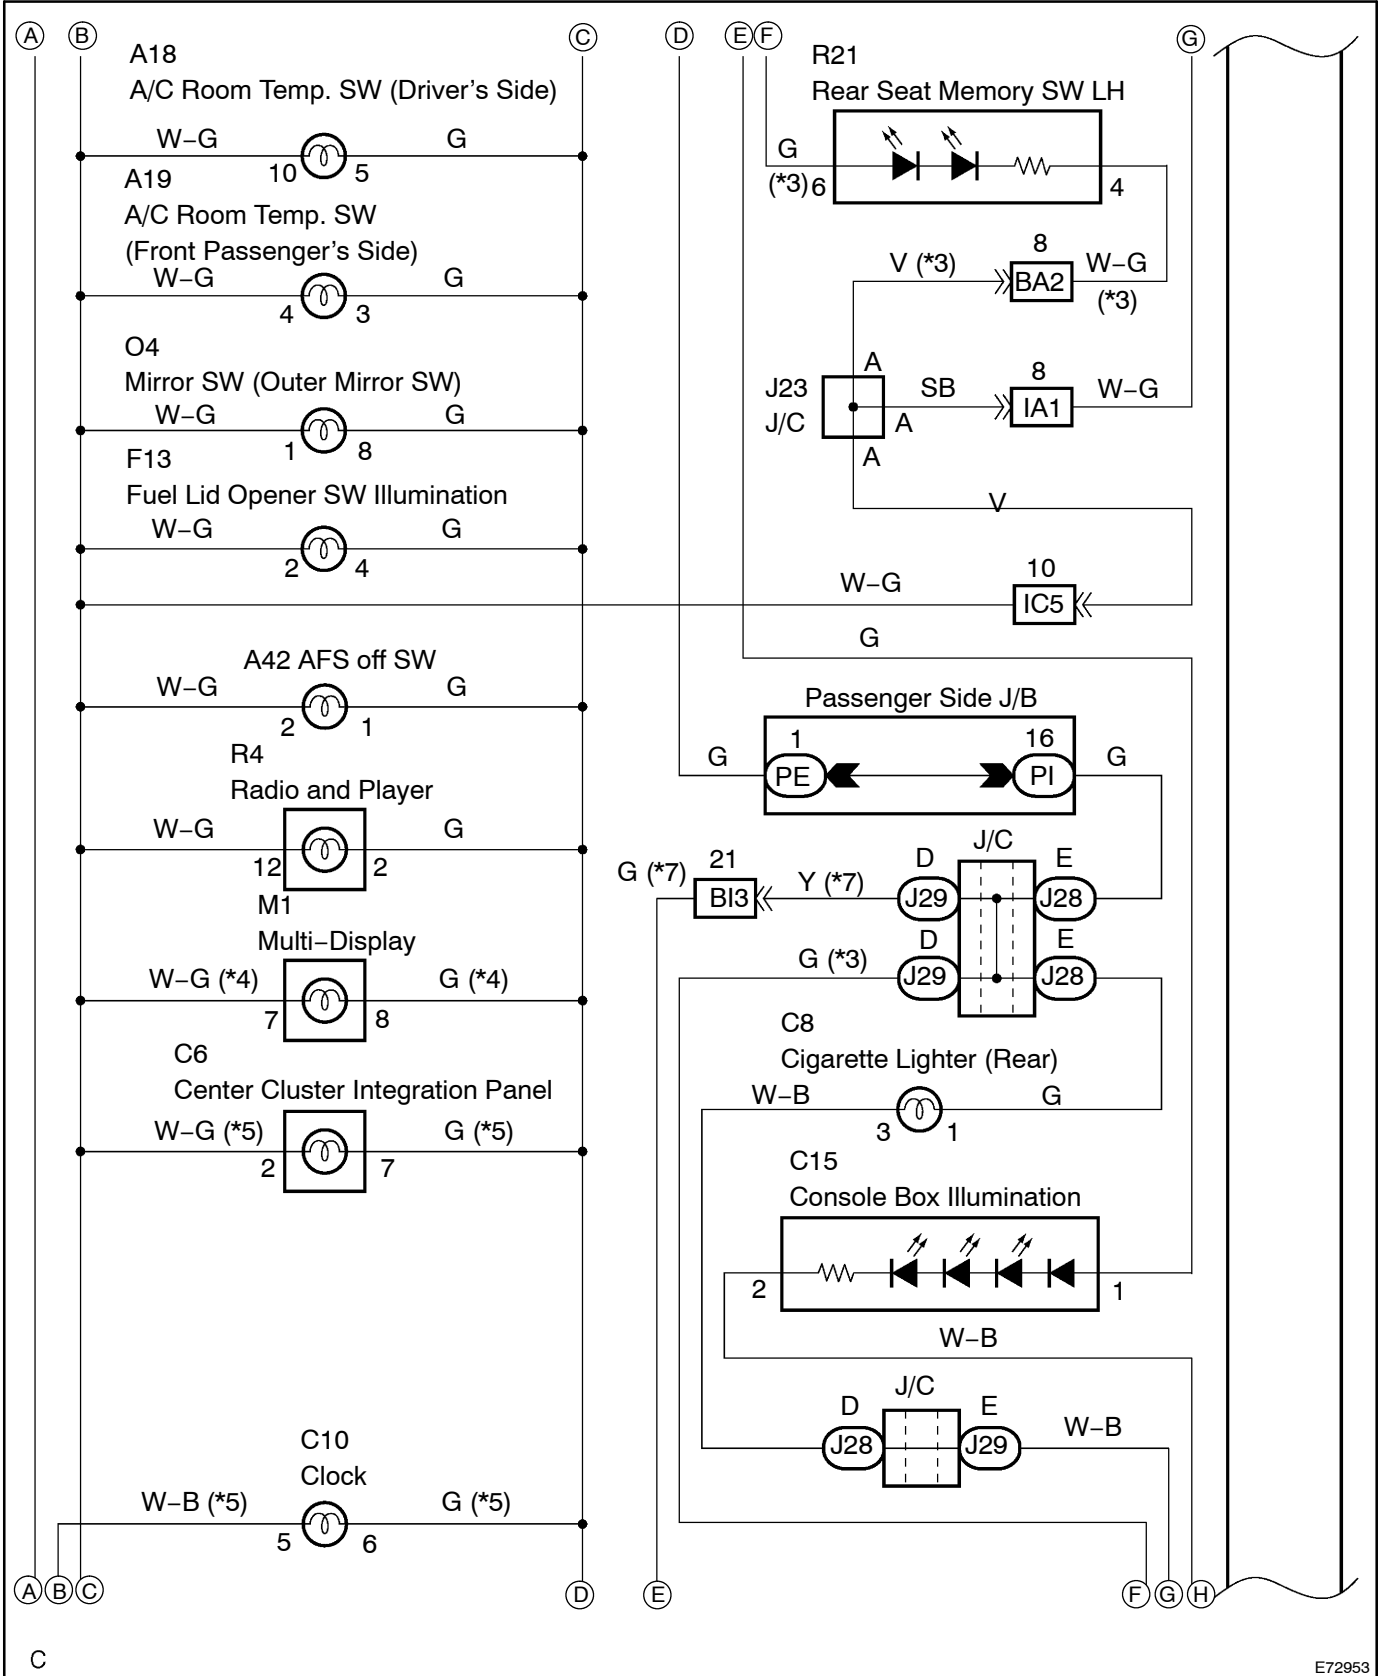 A B C D E F G
A18
A/C Room Temp. SW (Driver's Side)
W−G G
10 5
A19
A/C Room Temp. SW
(Front Passenger's Side)
W−G G
4 3
O4
Mirror SW (Outer Mirror SW)
W−G G
1 8
F13
Fuel Lid Opener SW Illumination
W−G G
2 4
A42 AFS off SW
W−G G
2 1
R4
Radio and Player
W−G G
12 2
M1
Multi−Display
W−G (*4) G (*4)
7 8
C6
Center Cluster Integration Panel
W−G (*5) G (*5)
2 7
C10
Clock
W−B (*5) G (*5)
5 6
R21
Rear Seat Memory SW LH
G
(*3) 6 4
8
V (*3) BA2 W−G
(*3)
J23
J/C
A
A
A
8
SB IA1 W−G
V
10
W−G IC5
G
Passenger Side J/B
1 16
G PE PI G
J/C
21 D E
G (*7) BI3 Y (*7) J29 J28
D E
G (*3) J29 J28
C8
Cigarette Lighter (Rear)
W−B G
3 1
C15
Console Box Illumination
2 1
W−B
J/C
D E
J28 J29 W−B
A B C D E F G H
C
E72953